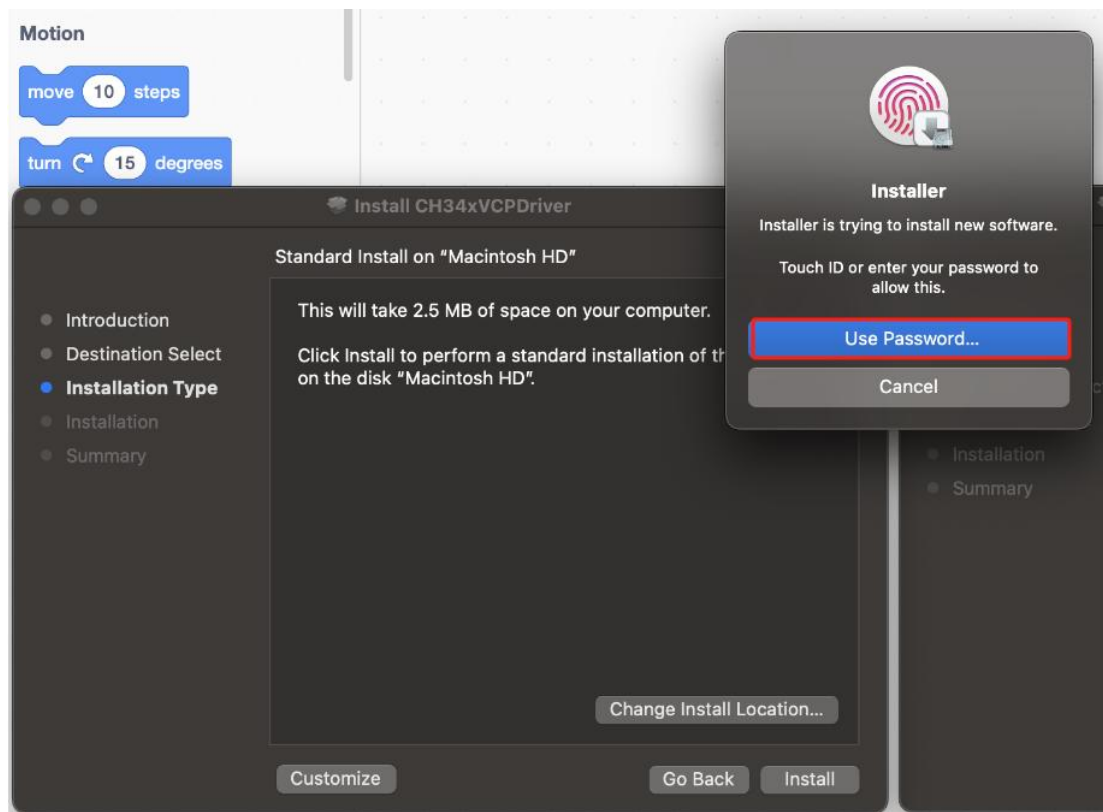 Motion
move 10 steps
turn 15 degrees
Installer
Installer is trying to install new software.
Touch ID or enter your password to
allow this.
Use Password...
Cancel
Install CH34xVCPDriver
Standard Install on "Macintosh HD"
Introduction
Destination Select
Installation Type
Installation
Summary
This will take 2.5 MB of space on your computer.
Click Install to perform a standard installation of
on the disk "Macintosh HD".
Change Install Location...
Customize
Go Back
Install
Installation
Summary